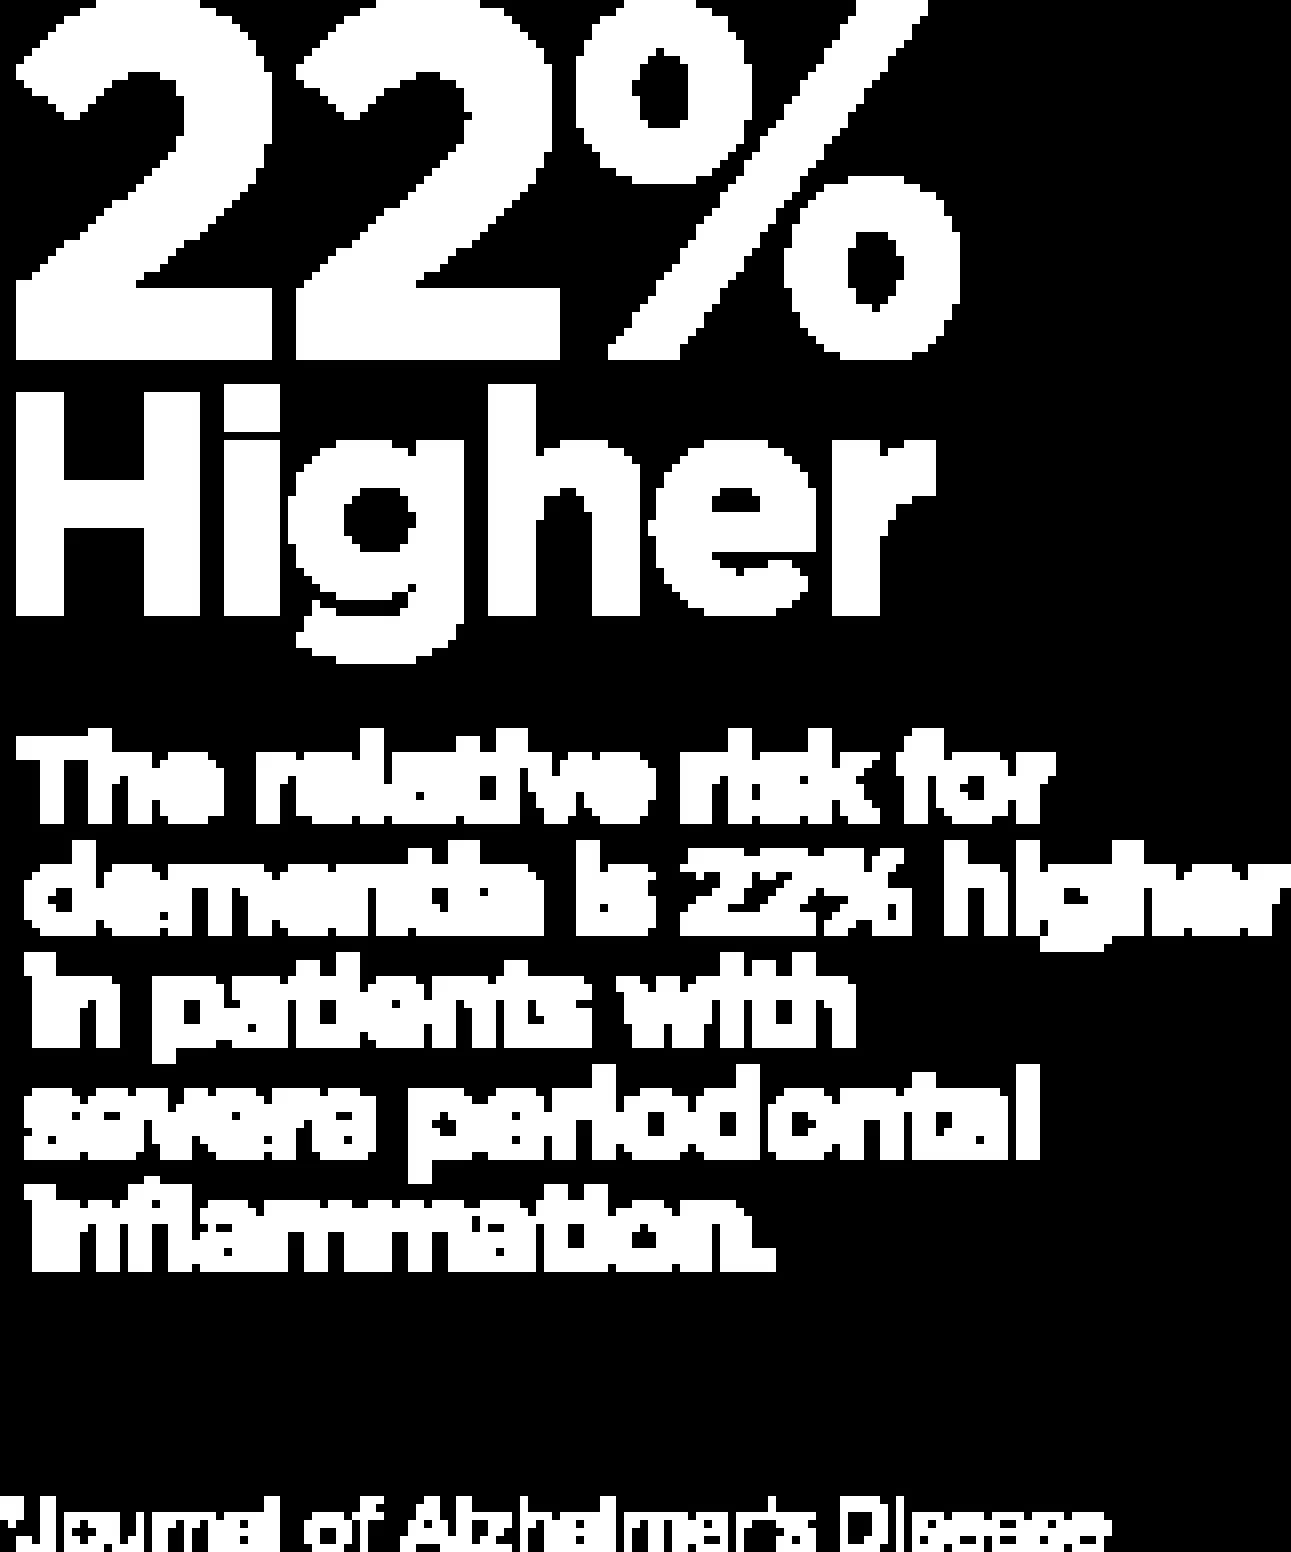 22%
Higher
The relative risk for
dementia is 22% higher
in patients with
severe periodontal
inflammation.
*Journal of Alzheimer's Disease